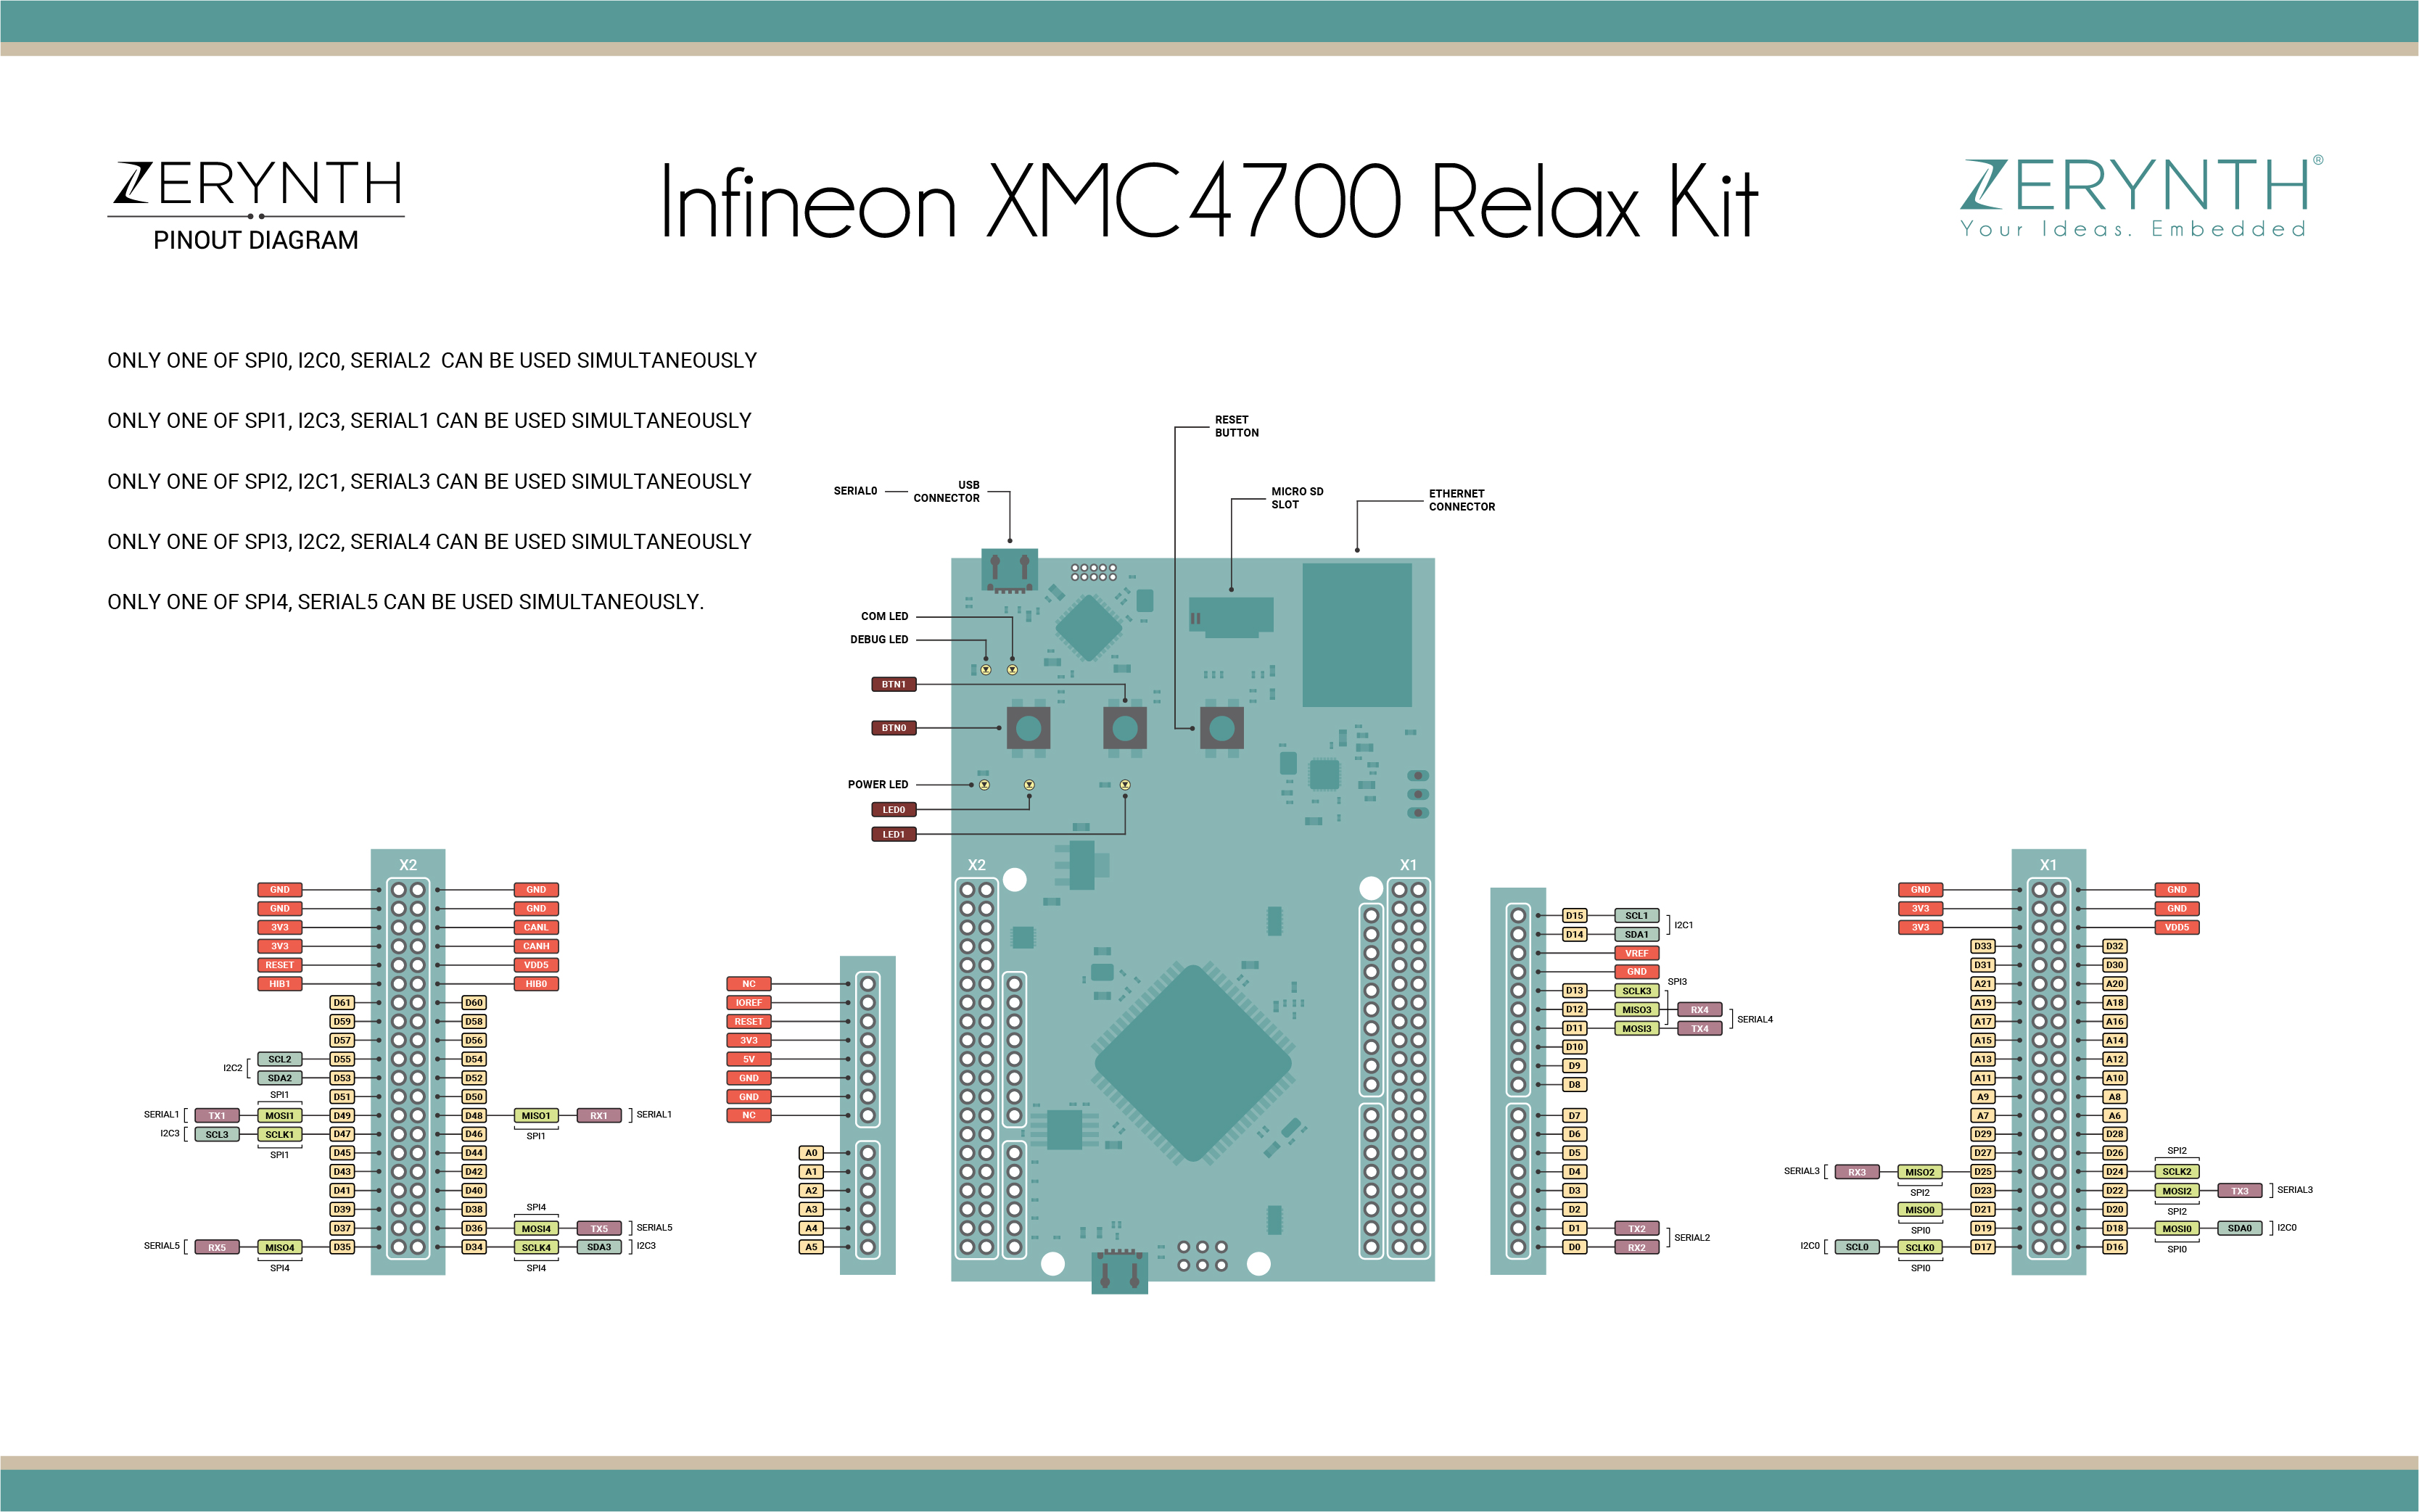 ZERYNTH
PINOUT DIAGRAM
Infineon XMC4700 Relax Kit
ZERYNTH®
Your Ideas. Embedded
ONLY ONE OF SPI0, I2C0, SERIAL2 CAN BE USED SIMULTANEOUSLY
ONLY ONE OF SPI1, I2C3, SERIAL1 CAN BE USED SIMULTANEOUSLY
ONLY ONE OF SPI2, I2C1, SERIAL3 CAN BE USED SIMULTANEOUSLY
ONLY ONE OF SPI3, I2C2, SERIAL4 CAN BE USED SIMULTANEOUSLY
ONLY ONE OF SPI4, SERIAL5 CAN BE USED SIMULTANEOUSLY.
RESET
BUTTON
SERIAL0
USB
CONNECTOR
MICRO SD
SLOT
ETHERNET
CONNECTOR
COM LED
DEBUG LED
BTN1
BTN0
POWER LED
LED0
LED1
X2
X1
X2
GND GND
GND GND
3V3 CANL
3V3 CANH
RESET VDD5
HIB1 HIB0
D61 D60
D59 D58
D57 D56
I2C2
SCL2 D55 D54
SDA2 D53 D52
D51 D50
SPI1
SERIAL1 TX1 MOSI1 D49 D48 MISO1 RX1 SERIAL1
SPI1
I2C3 SCL3 SCLK1 D47 D46
SPI1
D45 D44
D43 D42
D41 D40
D39 D38
SPI4
D37 D36 MOSI4 TX5 SERIAL5
SERIAL5 RX5 MISO4 D35 D34 SCLK4 SDA3 I2C3
SPI4 SPI4
NC
IOREF
RESET
3V3
5V
GND
GND
NC
A0
A1
A2
A3
A4
A5
D15 SCL1
D14 SDA1
I2C1
VREF
GND
SPI3
D13 SCLK3
D12 MISO3 RX4
D11 MOSI3 TX4
SERIAL4
D10
D9
D8
D7
D6
D5
D4
D3
D2
D1 TX2
D0 RX2
SERIAL2
X1
GND GND
3V3 GND
3V3 VDD5
D33 D32
D31 D30
A21 A20
A19 A18
A17 A16
A15 A14
A13 A12
A11 A10
A9 A8
A7 A6
D29 D28
D27 D26
SPI2
SERIAL3 RX3 MISO2 D25 D24 SCLK2
SPI2
D23 D22 MOSI2 TX3 SERIAL3
SPI2
MISO0 D21 D20
SPI0
D19 D18 MOSI0 SDA0 I2C0
SPI0
I2C0 SCL0 SCLK0 D17 D16
SPI0